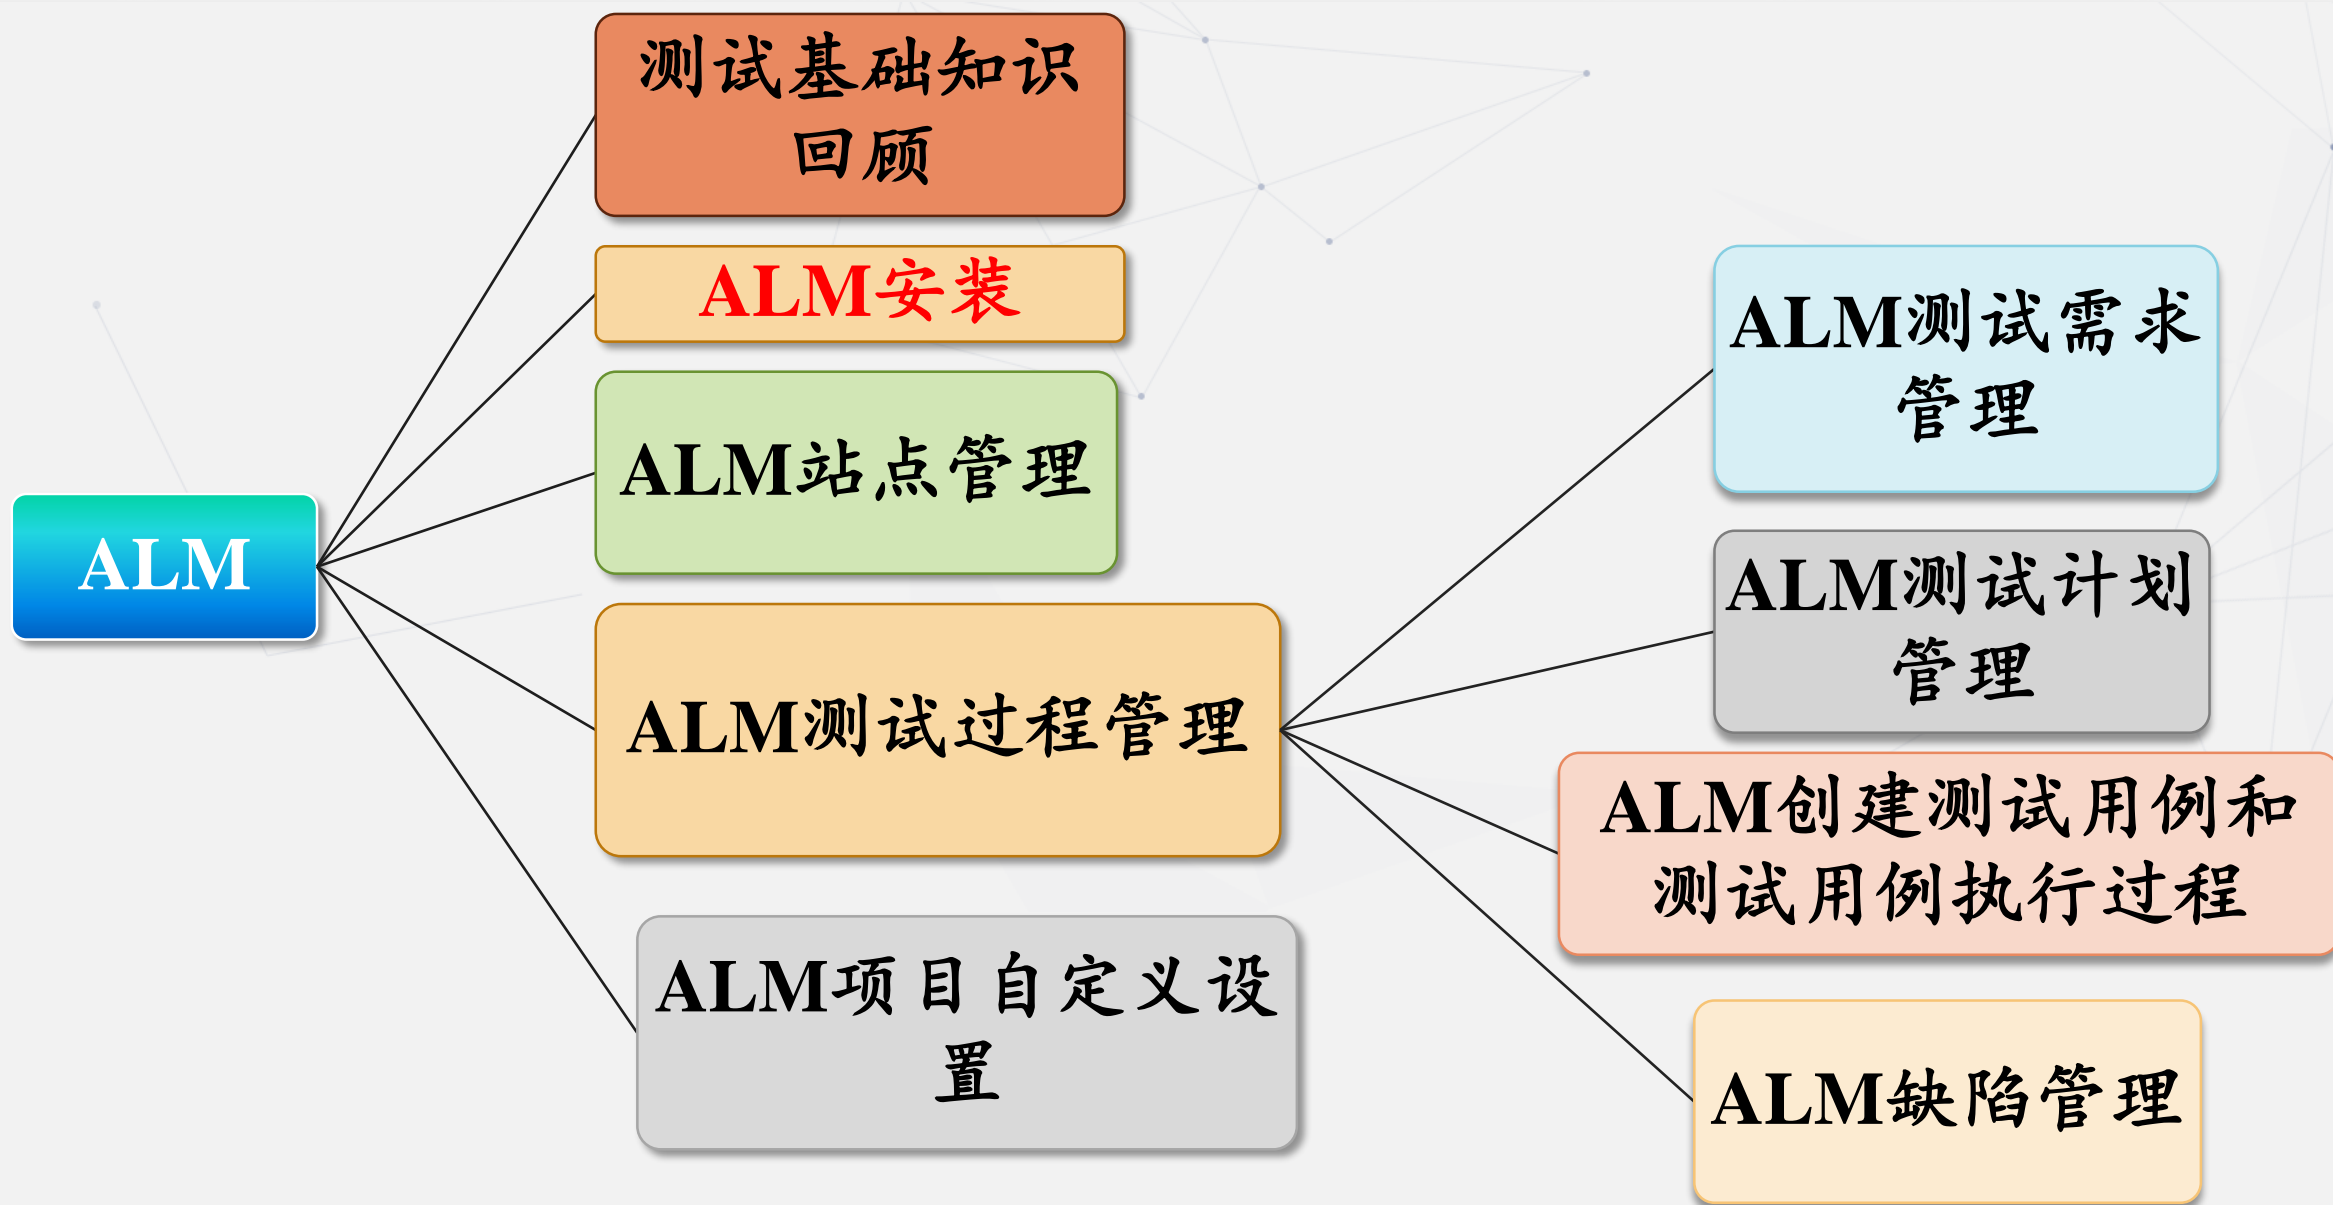 ALM
测试基础知识
回顾
ALM安装
ALM站点管理
ALM测试过程管理
ALM项目自定义设
置
ALM测试需求
管理
ALM测试计划
管理
ALM创建测试用例和
测试用例执行过程
ALM缺陷管理